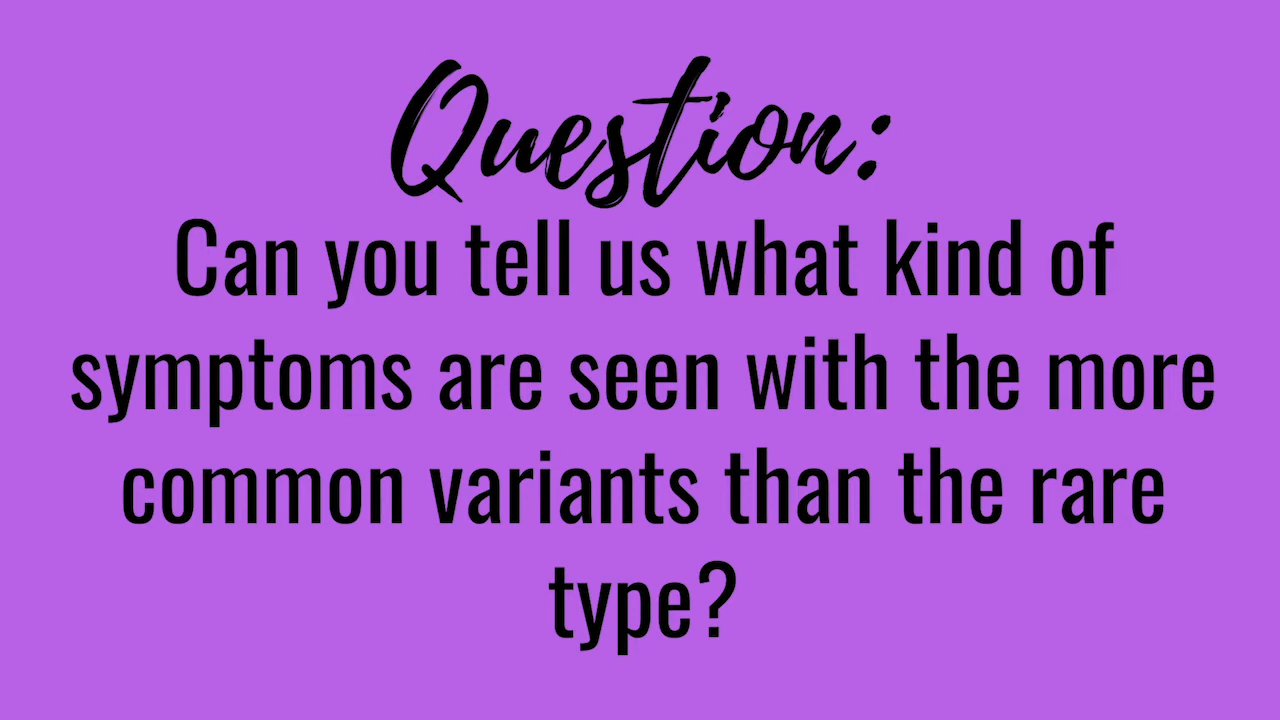 Question:
Can you tell us what kind of
symptoms are seen with the more
common variants than the rare
type?